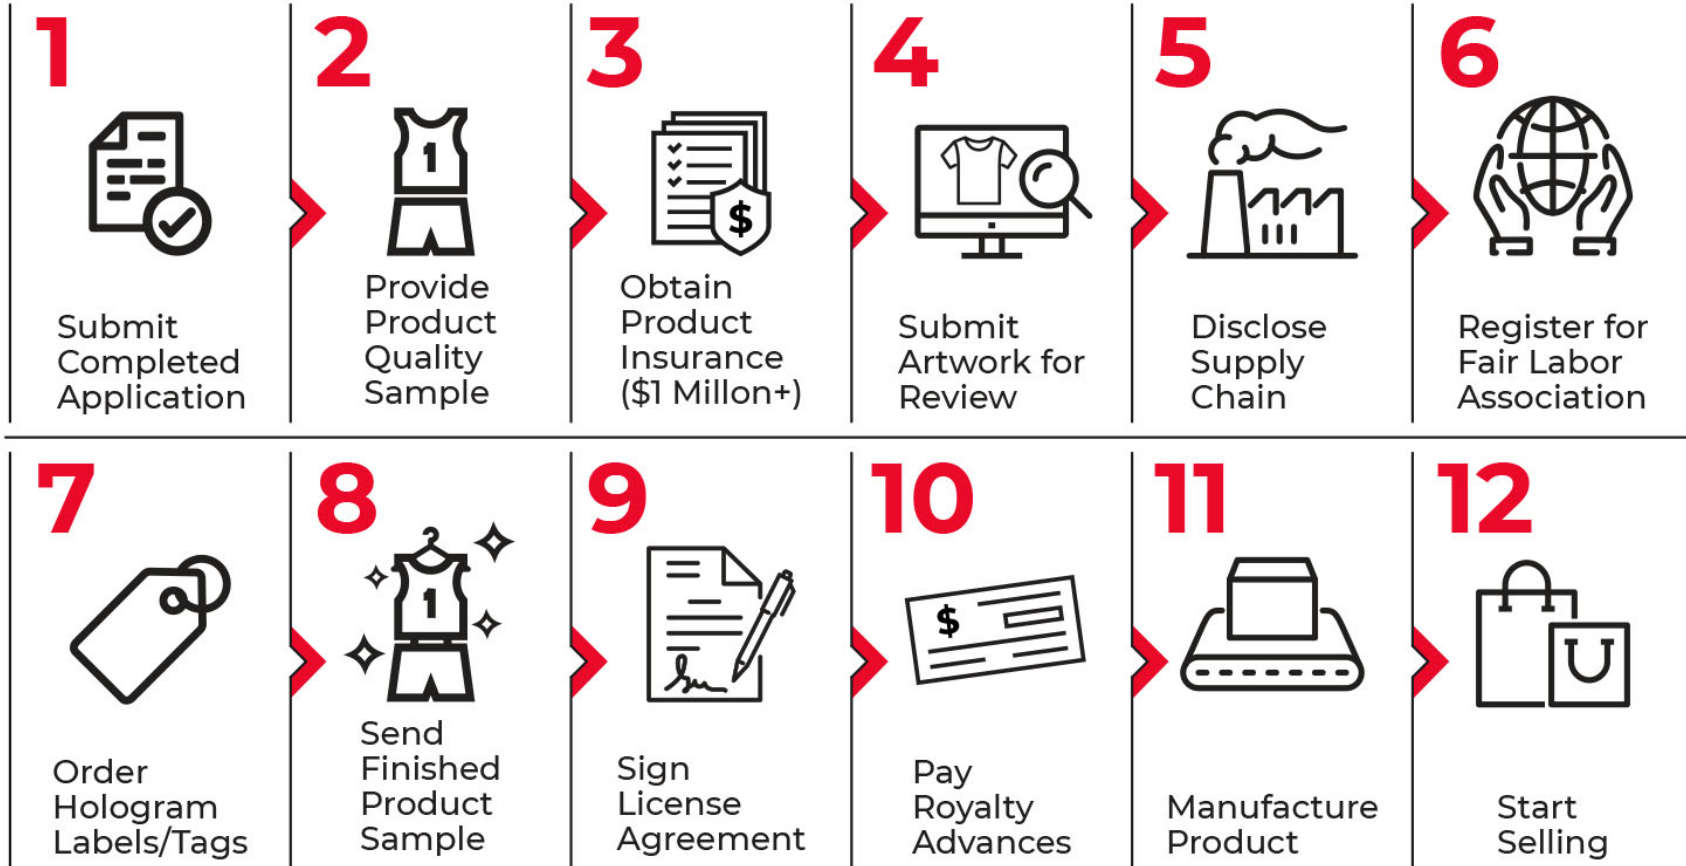 1
Submit
Completed
Application
2
1
Provide
Product
Quality
Sample
3
$
Obtain
Product
Insurance
($1 Millon+)
4
Submit
Artwork for
Review
5
Disclose
Supply
Chain
6
Register for
Fair Labor
Association
7
Order
Hologram
Labels/Tags
8
1
Send
Finished
Product
Sample
9
Sign
License
Agreement
10
$
Pay
Royalty
Advances
11
Manufacture
Product
12
Start
Selling